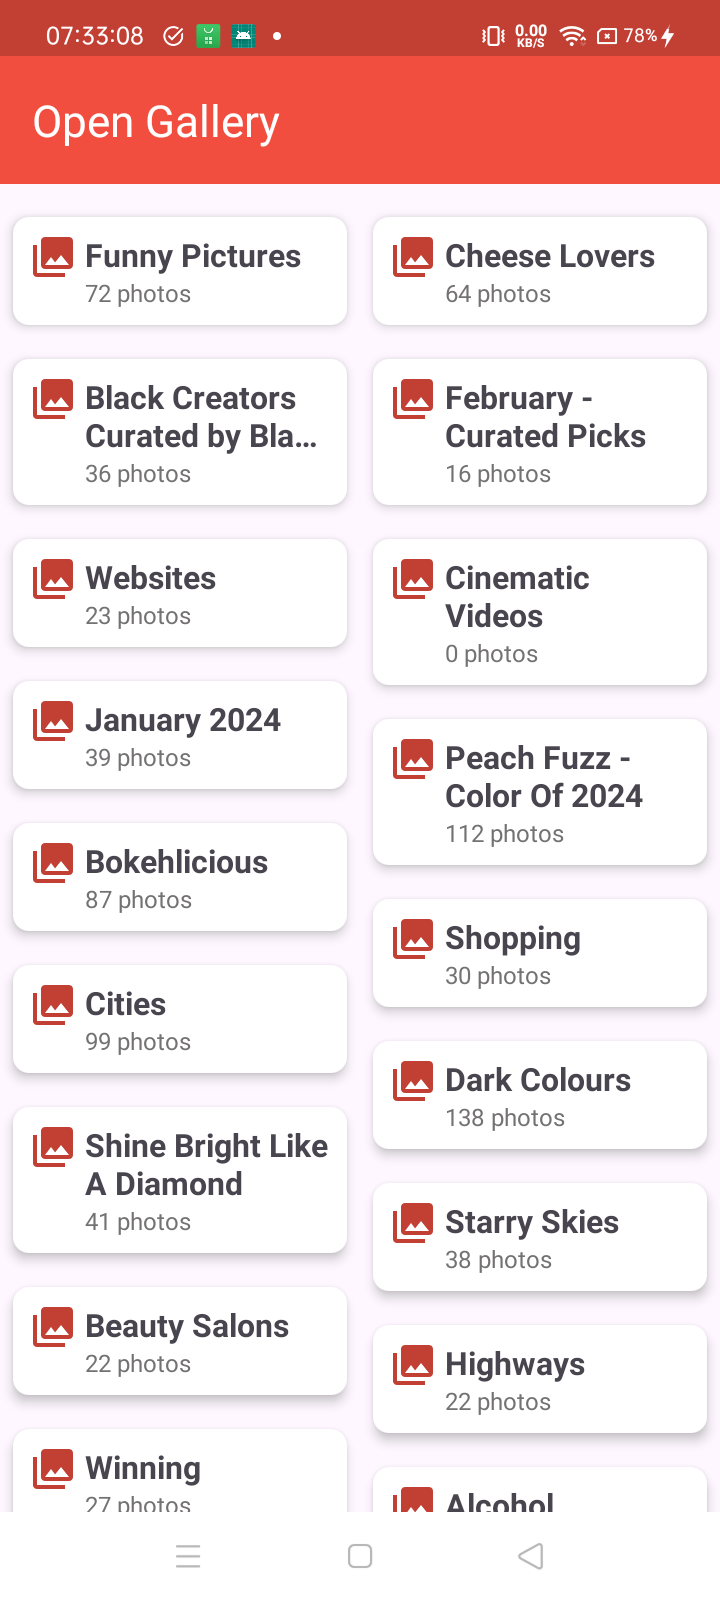 07:33:08
0.00
KB/S
78%
Open Gallery
Funny Pictures
72 photos
Cheese Lovers
64 photos
Black Creators
Curated by Bla...
36 photos
February -
Curated Picks
16 photos
Websites
23 photos
Cinematic
Videos
0 photos
January 2024
39 photos
Peach Fuzz -
Color Of 2024
112 photos
Bokehlicious
87 photos
Shopping
30 photos
Cities
99 photos
Dark Colours
138 photos
Shine Bright Like
A Diamond
41 photos
Starry Skies
38 photos
Beauty Salons
22 photos
Highways
22 photos
Winning
27 photos
Alcohol